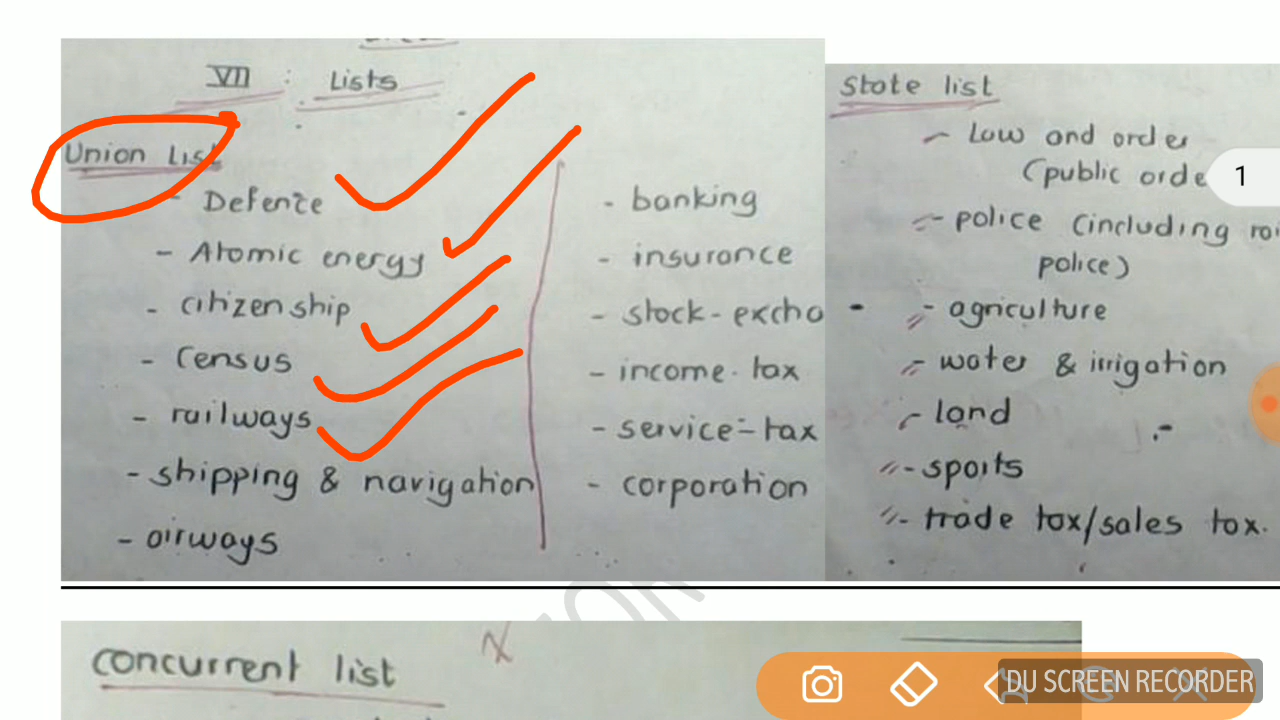 VII : Lists
Union List
- Defence
- Atomic energy
- citizenship
- Census
- railways
- shipping & navigation
- airways
- banking
- insurance
- stock-excha
- income.tax
- service-tax
- corporation
State list
- Law and order
(public orde
- police (including
police)
- agriculture
- water & irrigation
- land
- sports
- trade tax/sales tax.
1
concurrent list
DU SCREEN RECORDER